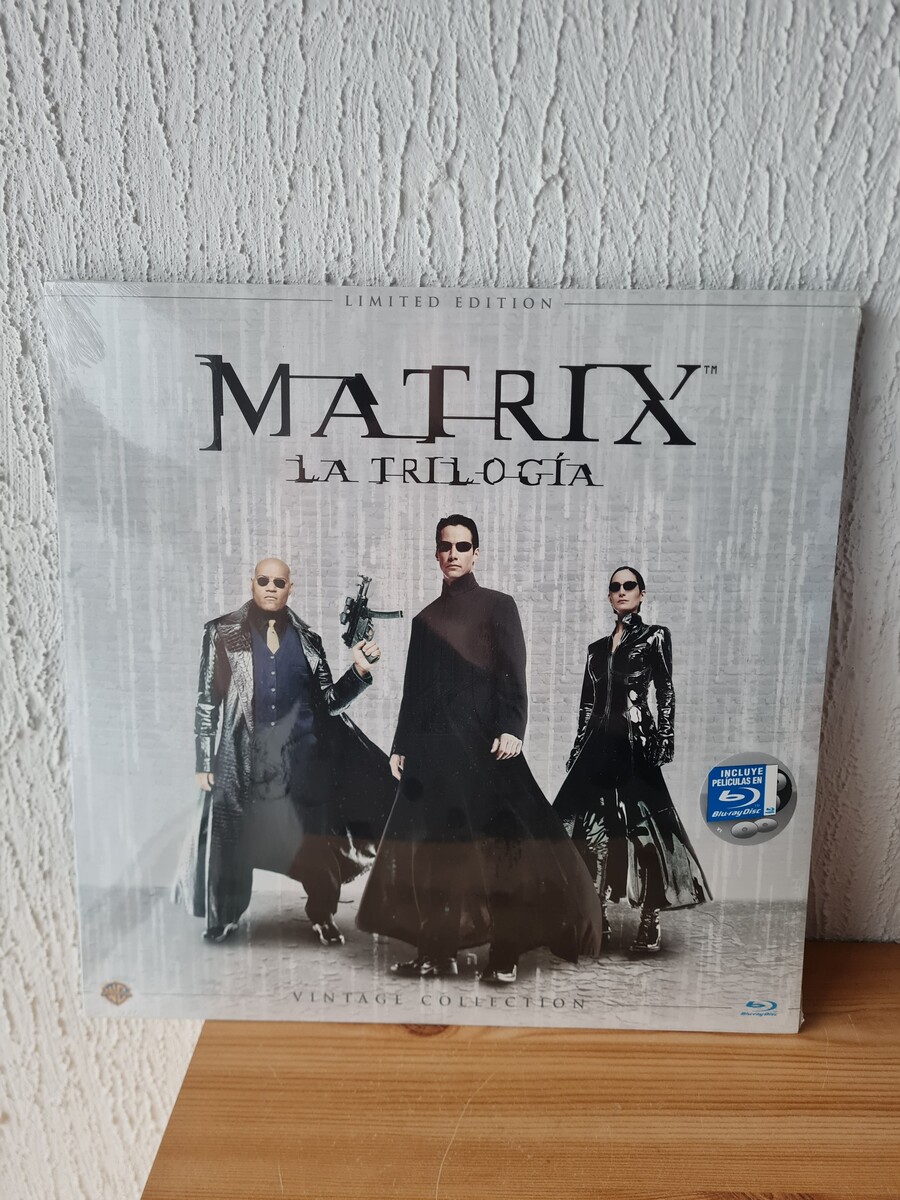 LIMITED EDITION
MATRIX™
LA TRILOGÍA
INCLUYE
PELÍCULAS EN
Blu-ray Disc
VINTAGE COLLECTION
Blu-ray Disc